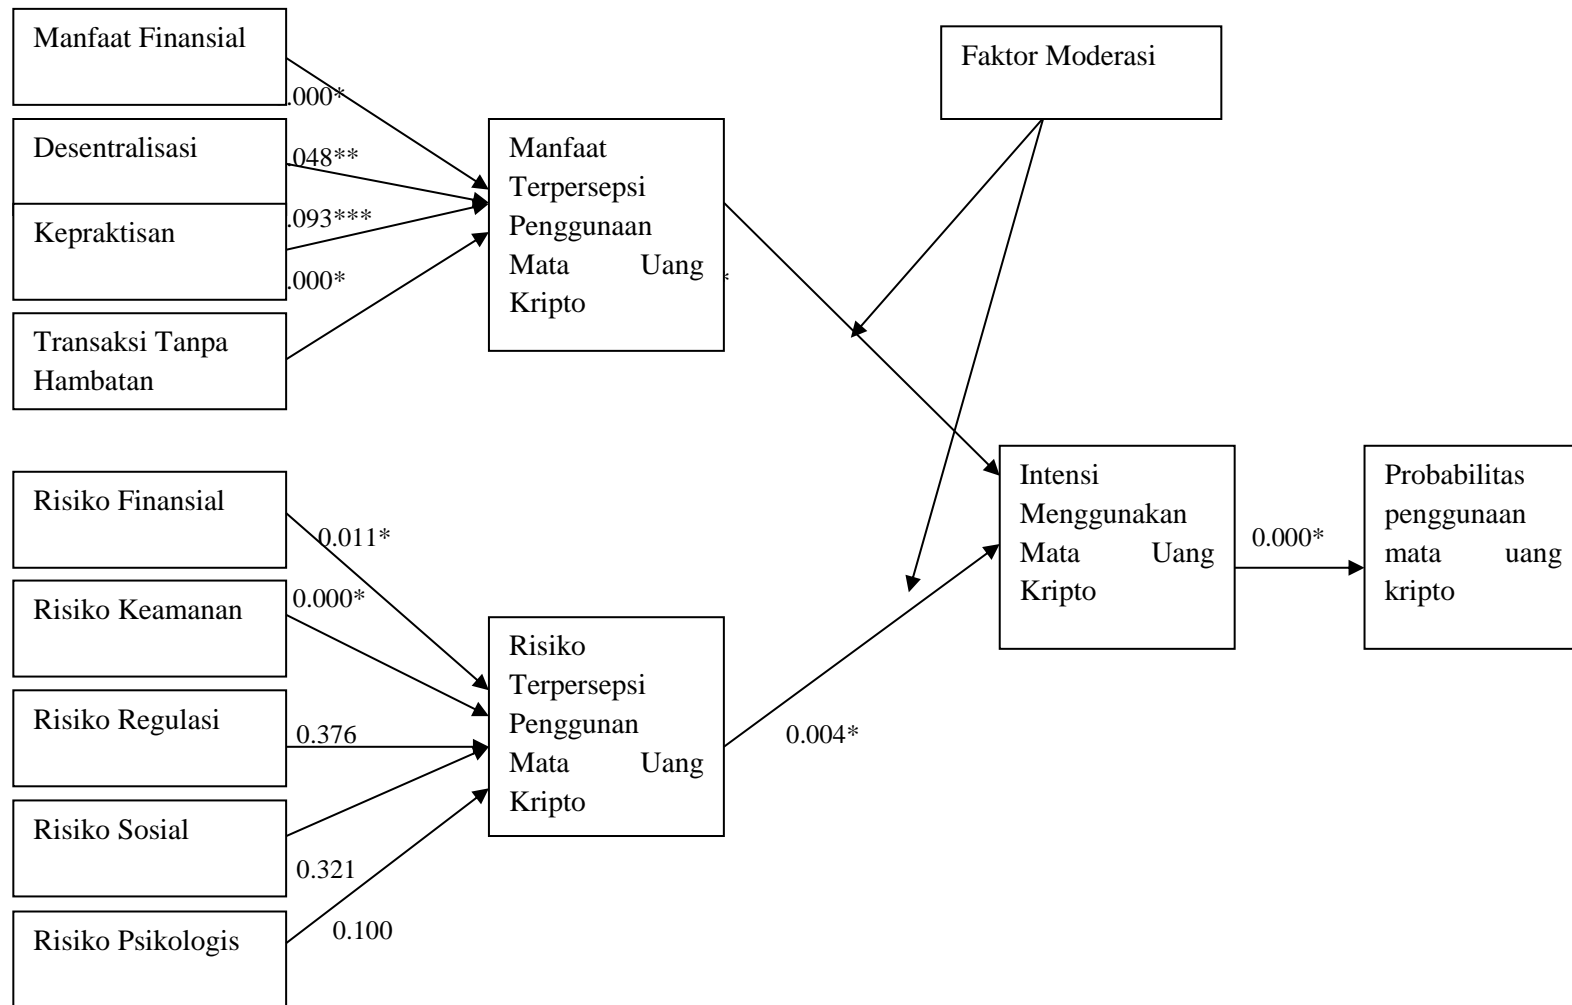 Manfaat Finansial
.000*
Desentralisasi
048**
Kepraktisan
.093***
.000*
Transaksi Tanpa
Hambatan
Manfaat
Terpersepsi
Penggunaan
Mata Uang
Kripto
*
Faktor Moderasi
Risiko Finansial
0.011*
Risiko Keamanan
0.000*
Risiko Regulasi
0.376
Risiko Sosial
0.321
Risiko Psikologis
0.100
Risiko
Terpersepsi
Penggunan
Mata Uang
Kripto
0.004*
Intensi
Menggunakan
Mata Uang
Kripto
0.000*
Probabilitas
penggunaan
mata uang
kripto